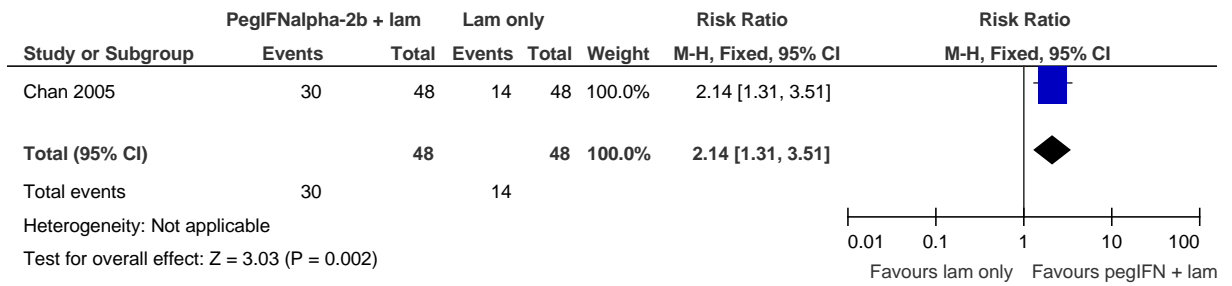 PegIFNalpha-2b + lam Lam only Risk Ratio Risk Ratio
Study or Subgroup Events Total Events Total Weight M-H, Fixed, 95% CI M-H, Fixed, 95% CI
Chan 2005 30 48 14 48 100.0% 2.14 [1.31, 3.51]
Total (95% CI) 48 48 100.0% 2.14 [1.31, 3.51]
Total events 30 14
Heterogeneity: Not applicable
Test for overall effect: Z = 3.03 (P = 0.002)
0.01 0.1 1 10 100
Favours lam only Favours pegIFN + lam